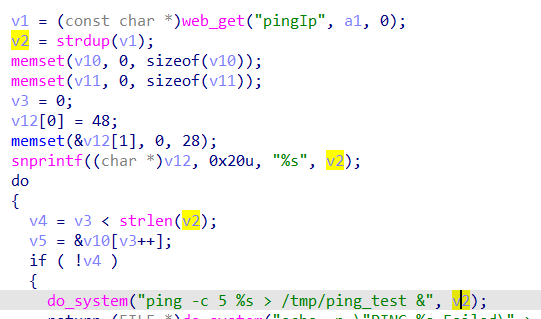 v1 = (const char *)web_get("pingIp", a1, 0);
v2 = strdup(v1);
memset(v10, 0, sizeof(v10));
memset(v11, 0, sizeof(v11));
v3 = 0;
v12[0] = 48;
memset(&v12[1], 0, 28);
snprintf((char *)v12, 0x20u, "%s", v2);
do
{
v4 = v3 < strlen(v2);
v5 = &v10[v3++];
if ( !v4 )
{
do_system("ping -c 5 %s > /tmp/ping_test &", v2);